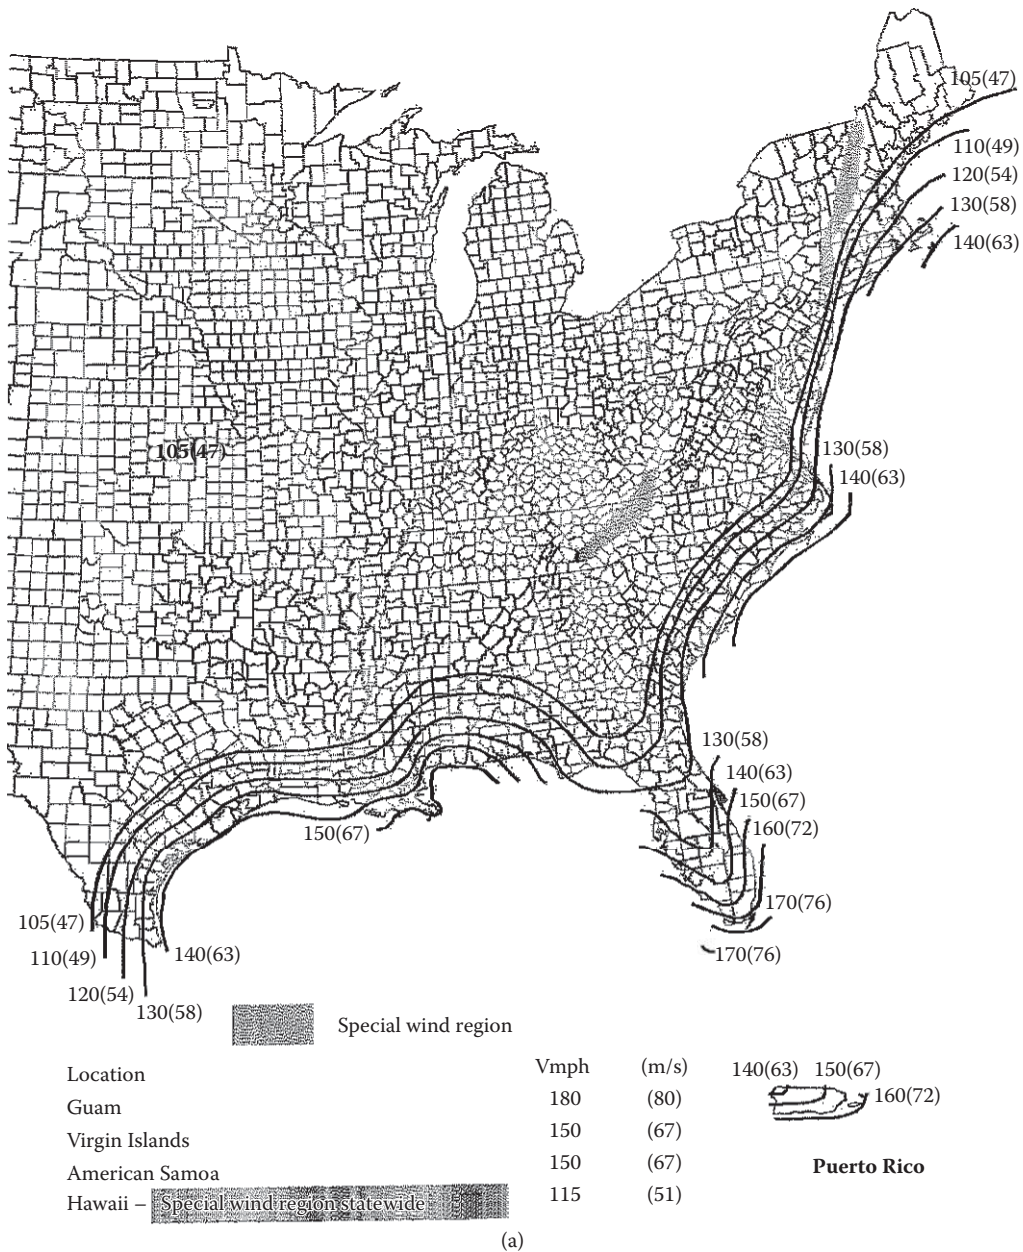 105(47)
110(49)
120(54)
130(58)
140(63)
105(47)
130(58)
140(63)
130(58)
140(63)
150(67)
160(72)
150(67)
170(76)
105(47)
140(63)
170(76)
110(49)
120(54)
130(58)
Special wind region
Location Vmph (m/s)
Guam 180 (80)
Virgin Islands 150 (67)
American Samoa 150 (67)
Hawaii – Special wind region statewide 115 (51)
140(63) 150(67)
160(72)
Puerto Rico
(a)